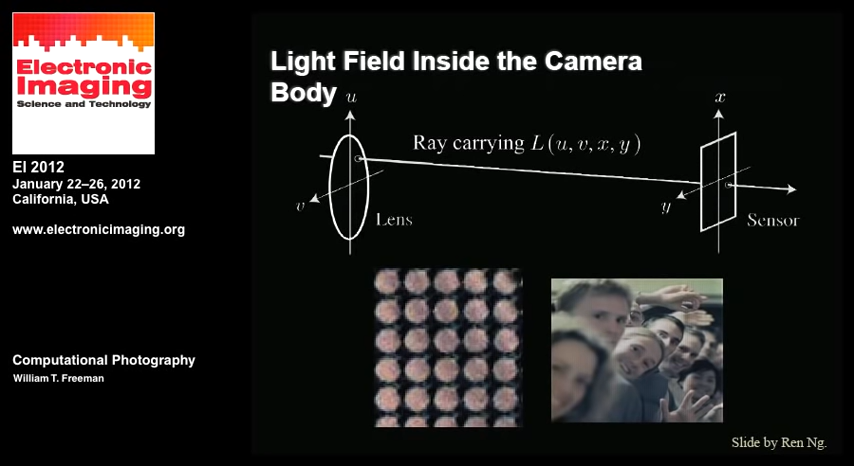 Electronic
Imaging
Science and Technology
EI 2012
January 22–26, 2012
California, USA
www.electronicimaging.org
Computational Photography
William T. Freeman
Light Field Inside the Camera
Body
u
x
Ray carrying L(u, v, x, y)
v
Lens
y
Sensor
Slide by Ren Ng.